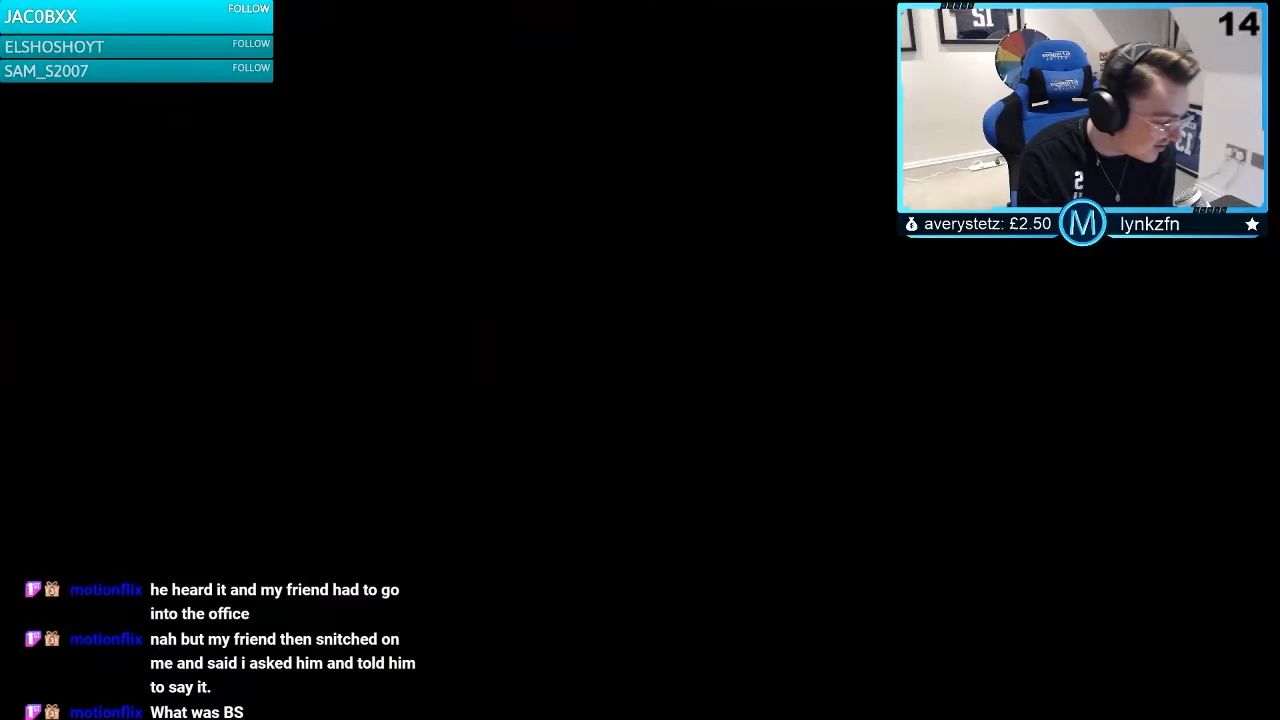 JAC0BXX FOLLOW
ELSHOSHOYT FOLLOW
SAM_S2007 FOLLOW
14
12
2
averystetz: £2.50 M lynkzfn
motionflix he heard it and my friend had to go
into the office
motionflix nah but my friend then snitched on
me and said i asked him and told him
to say it.
motionflix What was BS